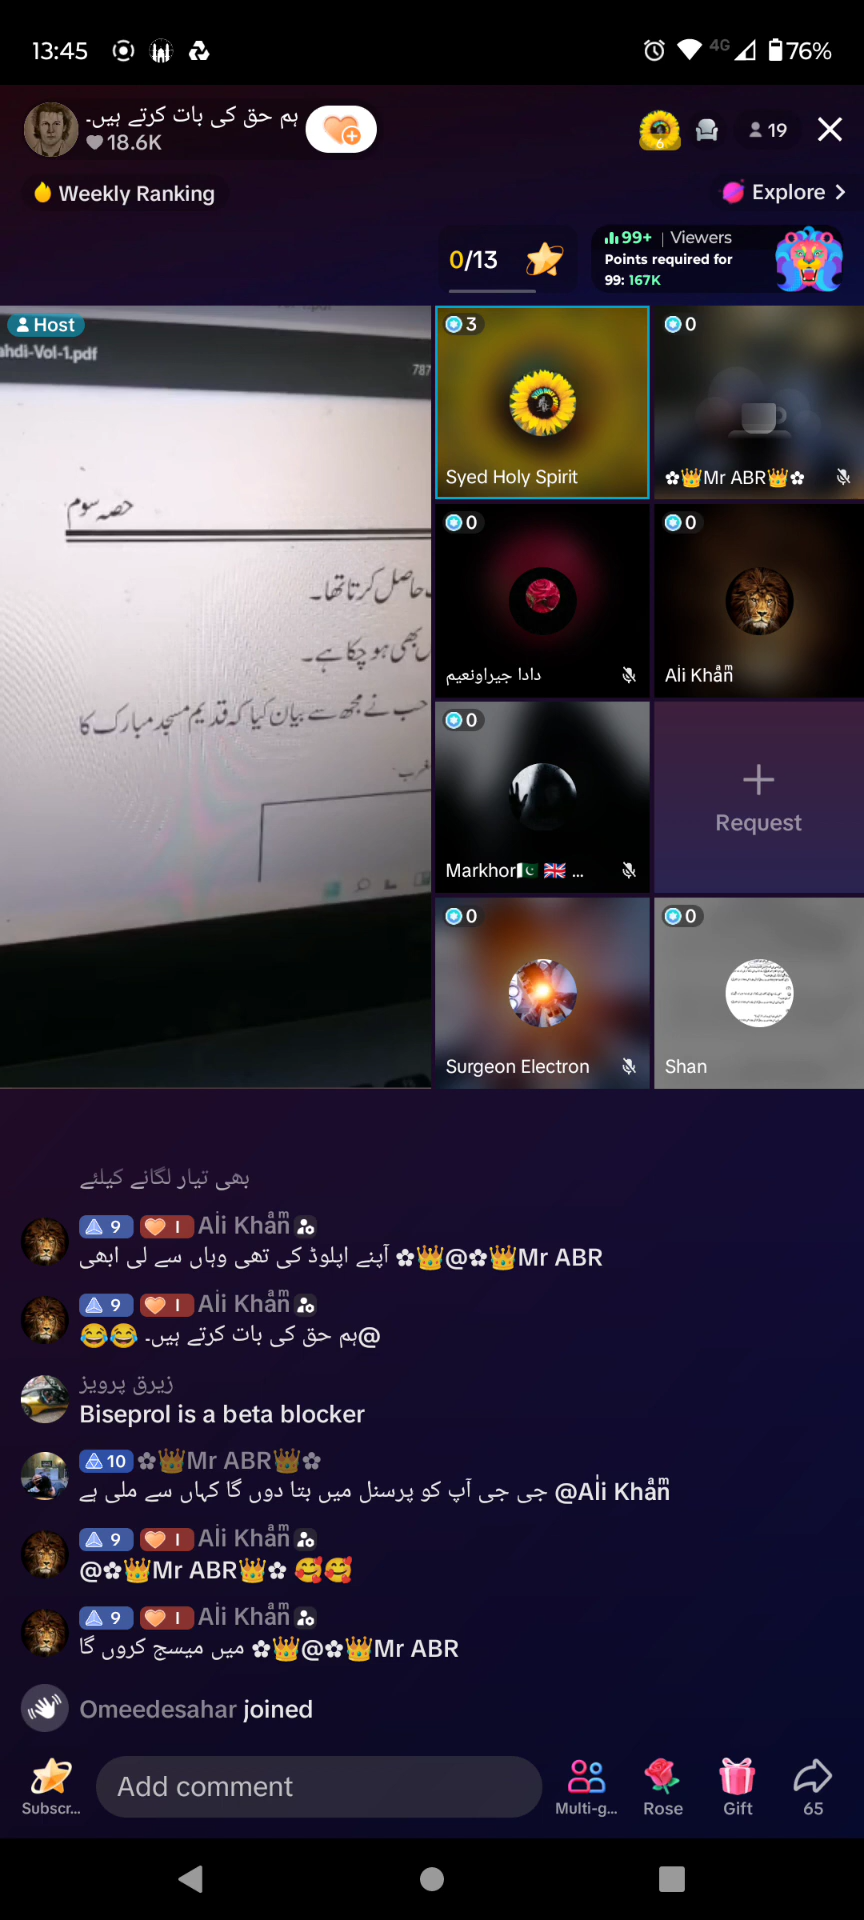 13:45
4G
76%
ہم حق کی بات کرتے ہیں۔
18.6K
6
19
Weekly Ranking
Explore
0/13
99+ | Viewers
Points required for
99: 167K
Host
ahdi-Vol-1.pdf
787
حصہ سوم
حاصل کرتا تھا۔
بھی ہو چکا ہے۔
نے مجھ سے بیان کیا کہ قدیم مسجد مبارک کا
3
Syed Holy Spirit
0
✿👑Mr ABR👑✿
0
دادا جیراونعیم
0
Ali Khan
0
Markhor🇵🇰 🇬🇧 ...
Request
0
Surgeon Electron
0
Shan
بھی تیار لگانے کیلئے
9 I Ali Khan
آپنے اپلوڈ کی تھی وہاں سے لی ابھی ✿👑@✿👑Mr ABR
9 I Ali Khan
@ہم حق کی بات کرتے ہیں۔ 😂😂
زیرق پرویز
Biseprol is a beta blocker
10 ✿👑Mr ABR👑✿
جی جی آپ کو پرسنل میں بتا دوں گا کہاں سے ملی ہے @Ali Khan
9 I Ali Khan
@✿👑Mr ABR👑✿ 🥰🥰
9 I Ali Khan
میں میسج کروں گا ✿👑@✿👑Mr ABR
Omeedesahar joined
Subscr...
Add comment
Multi-g...
Rose
Gift
65